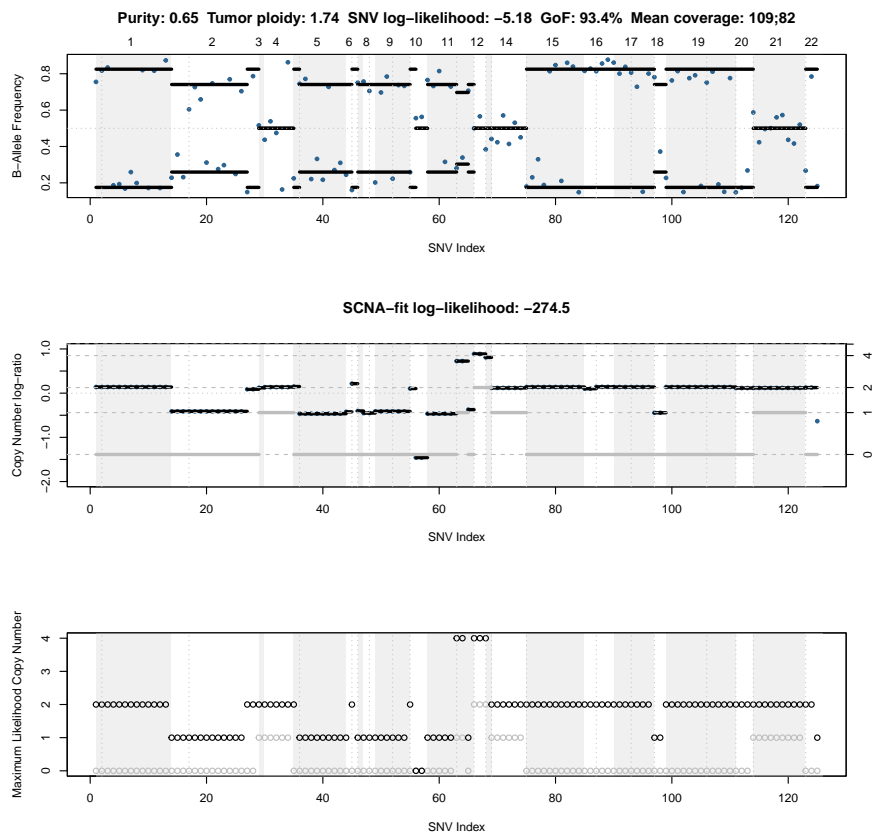 Purity: 0.65  Tumor ploidy: 1.74  SNV log−likelihood: −5.18  GoF: 93.4%  Mean coverage: 109;82
1 2 3 4 5 6 8 9 10 11 12 14 15 16 17 18 19 20 21 22
B−Allele Frequency
0.8
0.6
0.4
0.2
0 20 40 60 80 100 120
SNV Index
SCNA−fit log−likelihood: −274.5
Copy Number log−ratio
1.0
0.0
−1.0
−2.0
4
2
1
0
0 20 40 60 80 100 120
SNV Index
Maximum Likelihood Copy Number
4
3
2
1
0
0 20 40 60 80 100 120
SNV Index